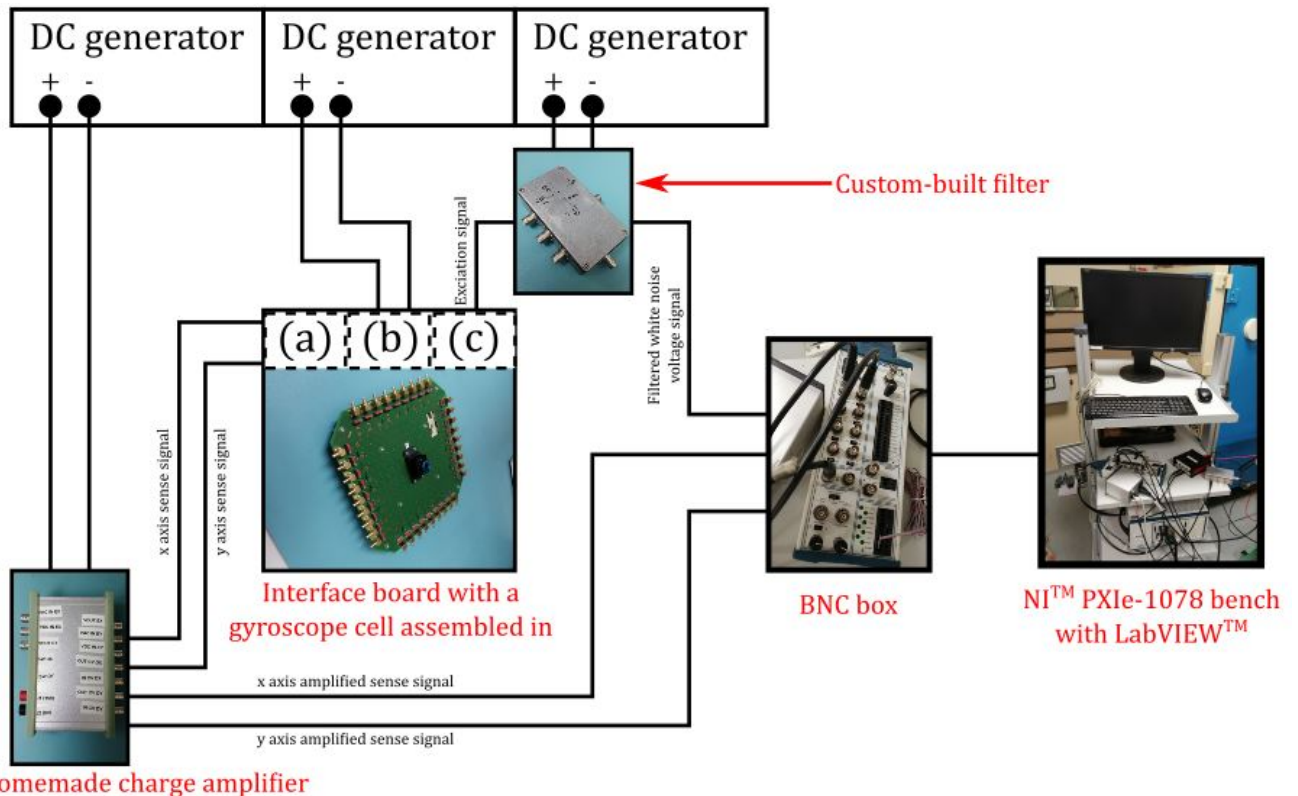 DC generator
DC generator
DC generator
+ -
+ -
+ -
Custom-built filter
Exciation signal
Filtered white noise
voltage signal
(a) (b) (c)
x axis sense signal
y axis sense signal
Interface board with a
gyroscope cell assembled in
BNC box
NI™ PXIe-1078 bench
with LabVIEW™
x axis amplified sense signal
y axis amplified sense signal
omemade charge amplifier